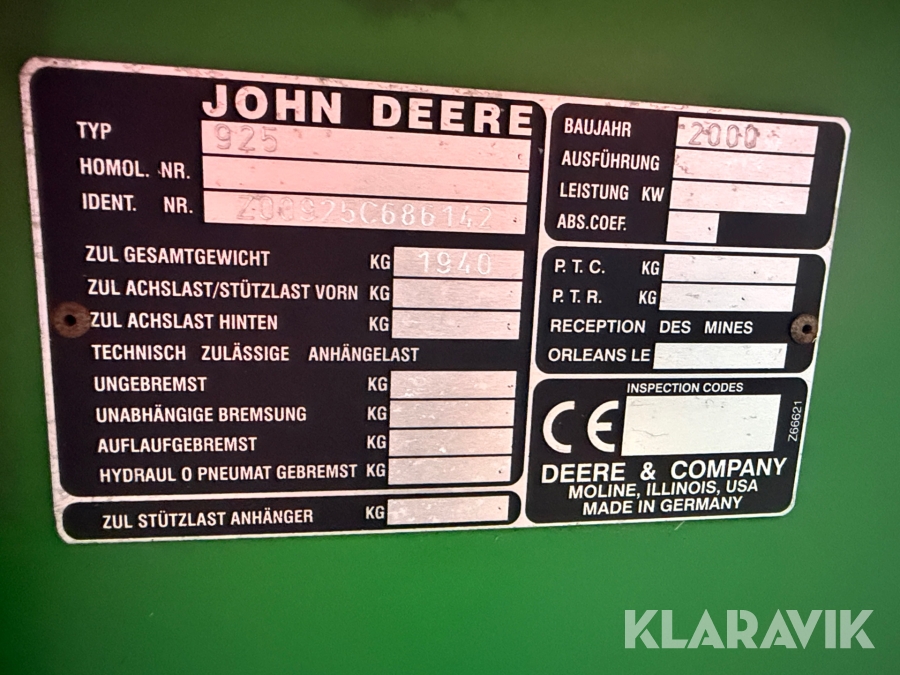 JOHN DEERE
TYP 925
HOMOL. NR.
IDENT. NR. Z00925C686142
ZUL GESAMTGEWICHT KG 1940
ZUL ACHSLAST/STÜTZLAST VORN KG
ZUL ACHSLAST HINTEN KG
TECHNISCH ZULÄSSIGE ANHÄNGELAST
UNGEBREMST KG
UNABHÄNGIGE BREMSUNG KG
AUFLAUFGEBREMST KG
HYDRAUL O PNEUMAT GEBREMST KG
ZUL STÜTZLAST ANHÄNGER KG
BAUJAHR 2000
AUSFÜHRUNG
LEISTUNG KW
ABS.COEF.
P.T.C. KG
P.T.R. KG
RECEPTION DES MINES
ORLEANS LE
INSPECTION CODES
CE
Z66621
DEERE & COMPANY
MOLINE, ILLINOIS, USA
MADE IN GERMANY
KLARAVIK